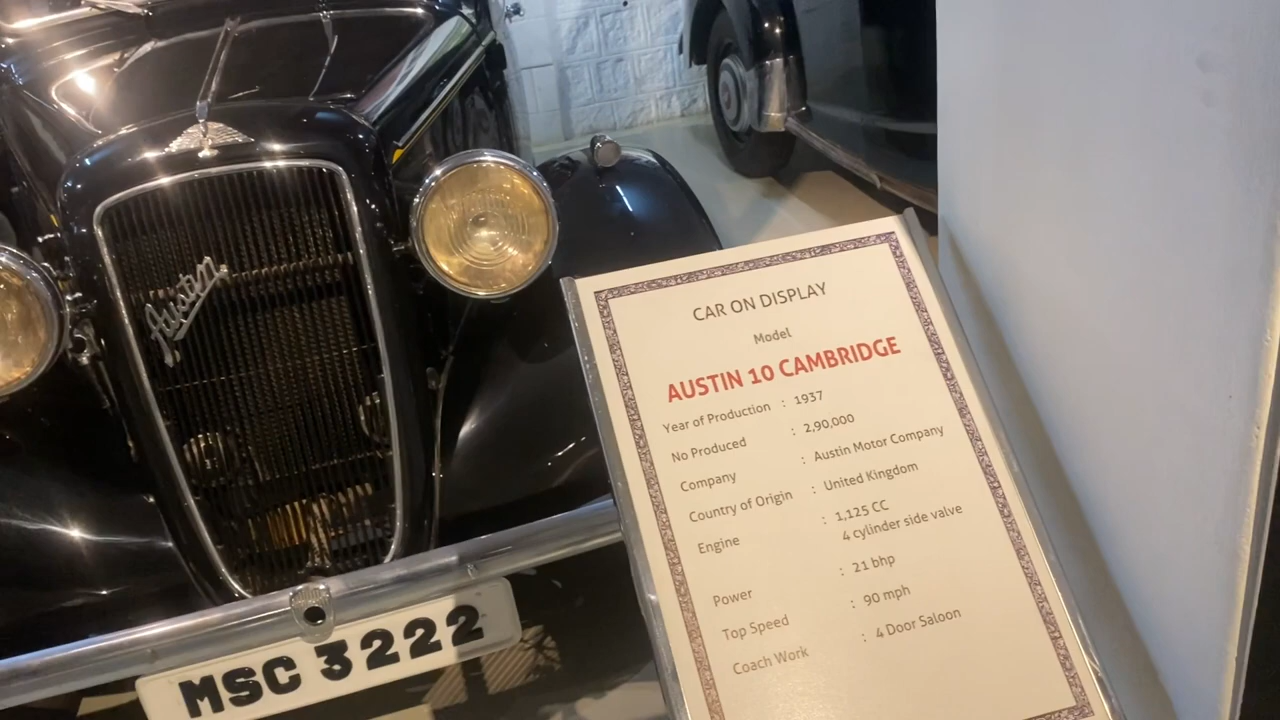 Austin
MSC 3222
CAR ON DISPLAY
Model
AUSTIN 10 CAMBRIDGE
Year of Production : 1937
No Produced : 2,90,000
Company : Austin Motor Company
Country of Origin : United Kingdom
Engine : 1,125 CC
4 cylinder side valve
Power : 21 bhp
Top Speed : 90 mph
Coach Work : 4 Door Saloon